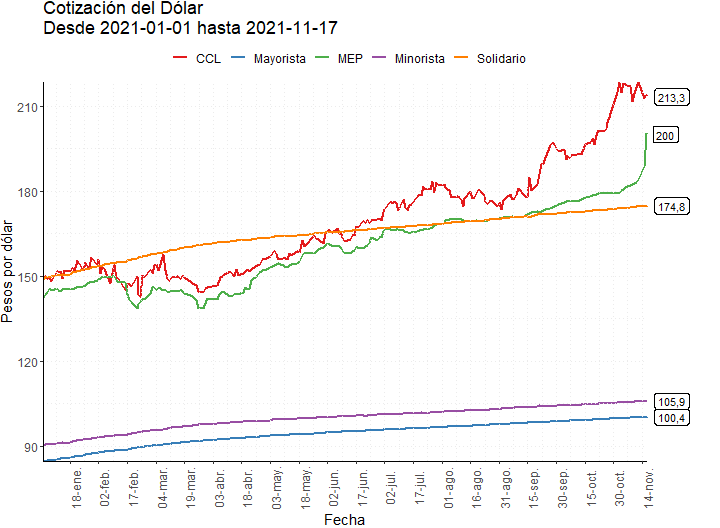 Cotización del Dólar
Desde 2021-01-01 hasta 2021-11-17
CCL Mayorista MEP Minorista Solidario
Pesos por dólar
210
180
150
120
90
213,3
200
174,8
105,9
100,4
18-ene.
02-feb.
17-feb.
04-mar.
19-mar.
03-abr.
18-abr.
03-may.
18-may.
02-jun.
17-jun.
02-jul.
17-jul.
01-ago.
16-ago.
31-ago.
15-sep.
30-sep.
15-oct.
30-oct.
14-nov.
Fecha